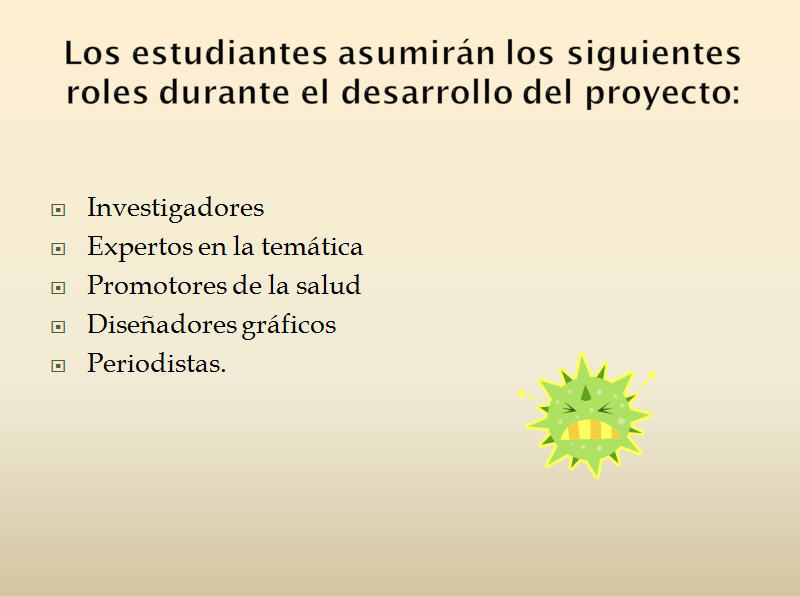 Los estudiantes asumirán los siguientes
roles durante el desarrollo del proyecto:
Investigadores
Expertos en la temática
Promotores de la salud
Diseñadores gráficos
Periodistas.